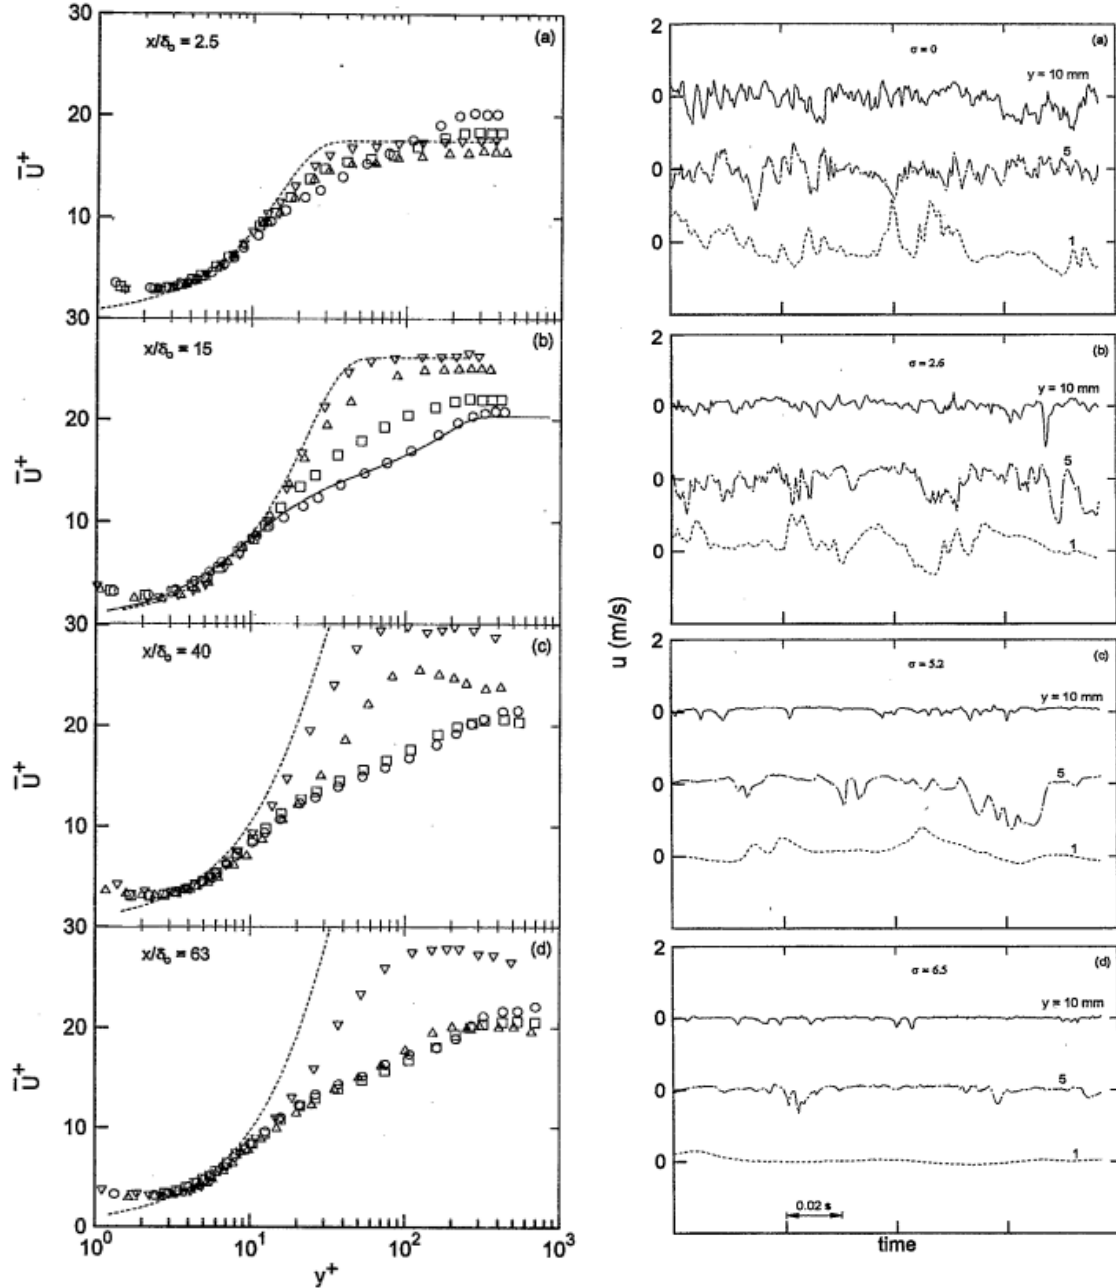 30
x/δ₀ = 2.5
(a)
20
U̅⁺
10
30
x/δ₀ = 15
(b)
20
U̅⁺
10
30
x/δ₀ = 40
(c)
20
U̅⁺
10
30
x/δ₀ = 63
(d)
20
U̅⁺
10
0
10⁰
10¹
10²
10³
y⁺
2
σ = 0
(a)
y = 10 mm
0
5
0
1
0
2
σ = 2.6
(b)
y = 10 mm
0
5
0
1
0
u (m/s)
2
σ = 5.2
(c)
y = 10 mm
0
5
0
1
0
2
σ = 6.5
(d)
y = 10 mm
0
5
0
1
0
0.02 s
time